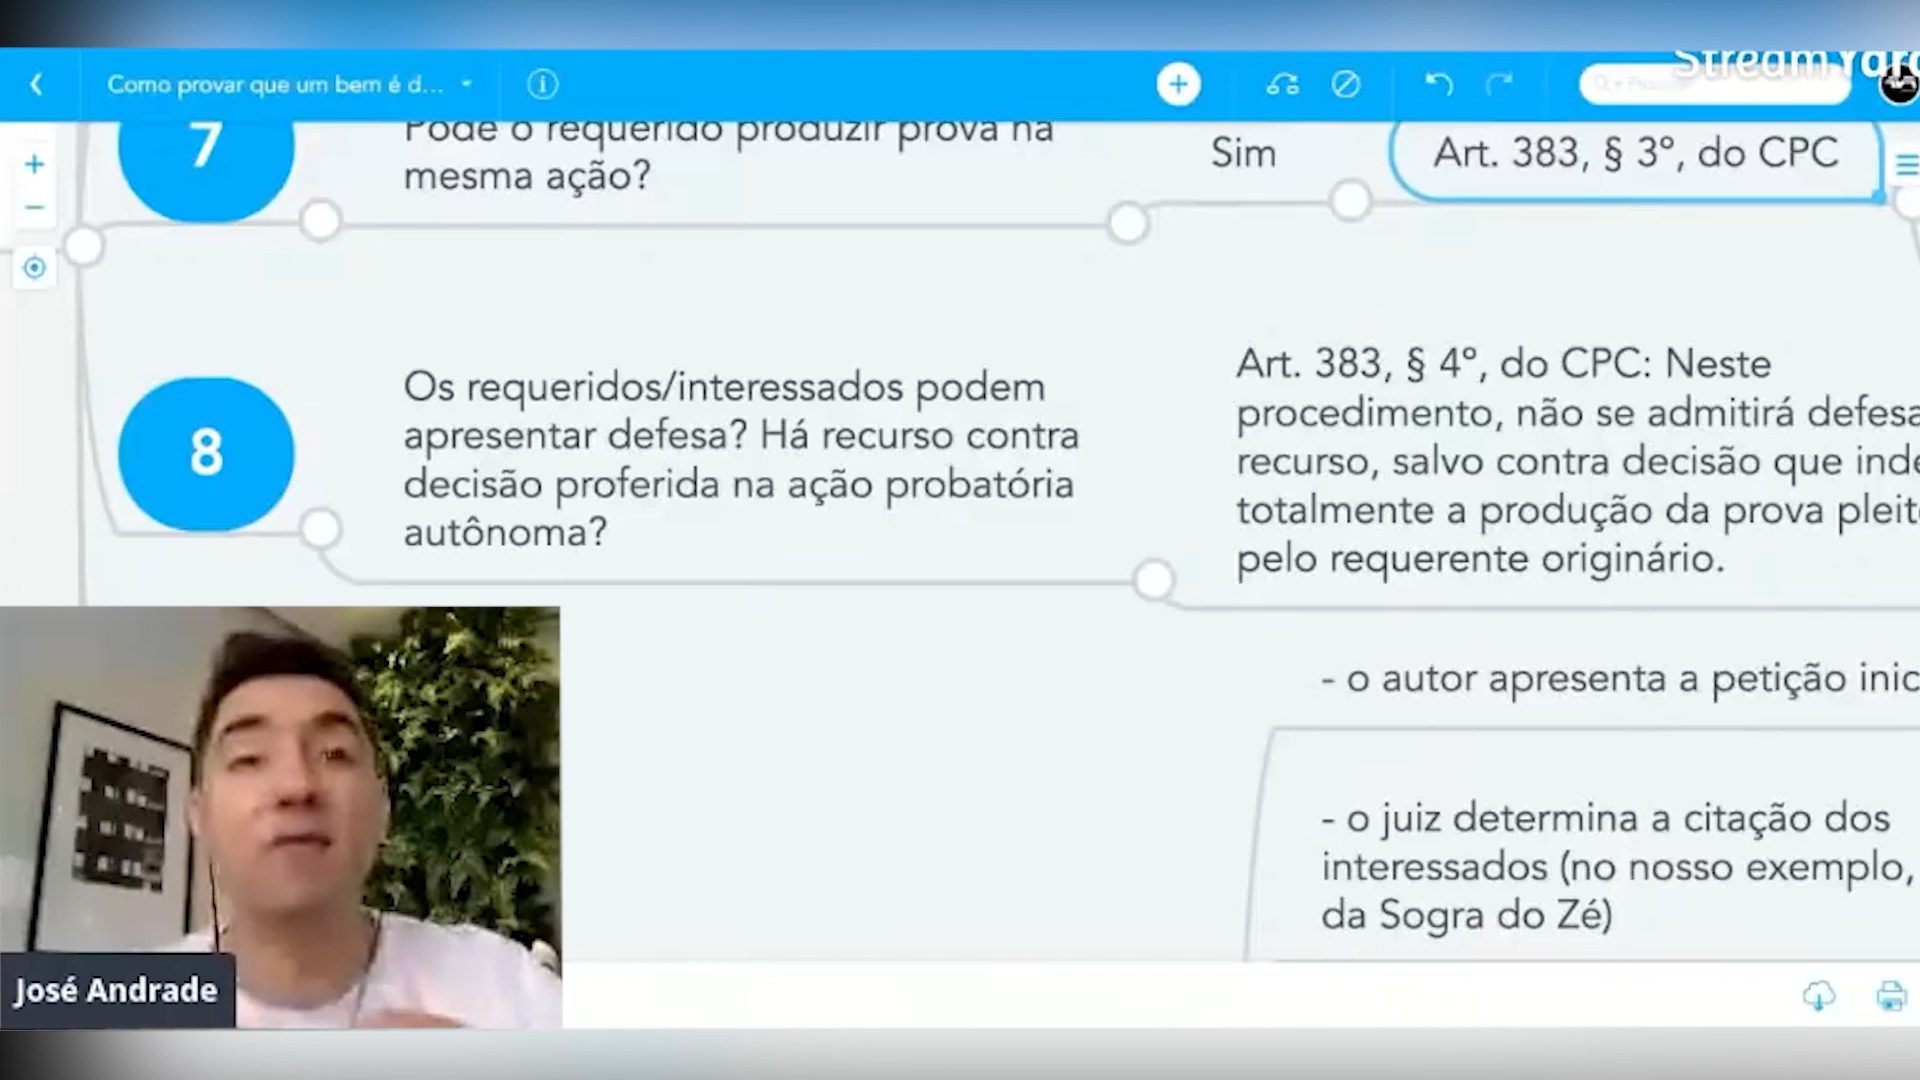 StreamYard
Como provar que um bem é d...
7
Pode o requerido produzir prova na
mesma ação?
Sim
Art. 383, § 3º, do CPC
8
Os requeridos/interessados podem
apresentar defesa? Há recurso contra
decisão proferida na ação probatória
autônoma?
Art. 383, § 4º, do CPC: Neste
procedimento, não se admitirá defesa
recurso, salvo contra decisão que inde
totalmente a produção da prova pleit
pelo requerente originário.
- o autor apresenta a petição inic
- o juiz determina a citação dos
interessados (no nosso exemplo,
da Sogra do Zé)
José Andrade